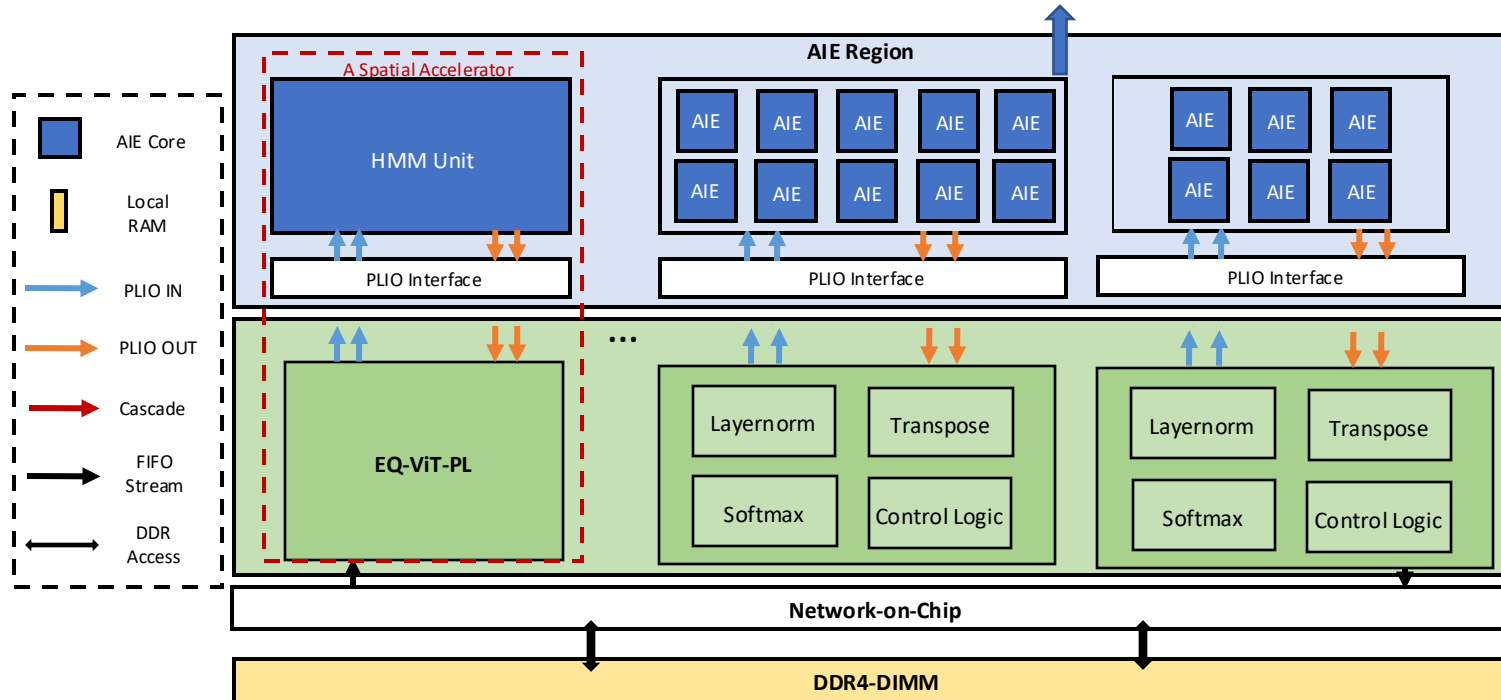 AIE Core
Local
RAM
PLIO IN
PLIO OUT
Cascade
FIFO
Stream
DDR
Access
AIE Region
A Spatial Accelerator
HMM Unit
AIE AIE AIE AIE AIE
AIE AIE AIE AIE AIE
AIE AIE AIE
AIE AIE AIE
PLIO Interface
PLIO Interface
PLIO Interface
...
EQ-ViT-PL
Layernorm Transpose
Softmax Control Logic
Layernorm Transpose
Softmax Control Logic
Network-on-Chip
DDR4-DIMM